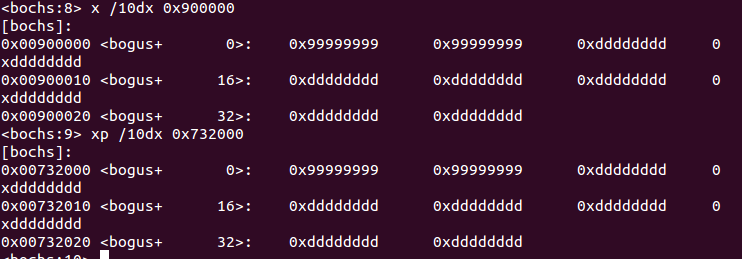 <bochs:8> x /10dx 0x900000
[bochs]:
0x00900000 <bogus+       0>:    0x99999999      0x99999999      0xdddddddd      0
xdddddddd
0x00900010 <bogus+      16>:    0xdddddddd      0xdddddddd      0xdddddddd      0
xdddddddd
0x00900020 <bogus+      32>:    0xdddddddd      0xdddddddd
<bochs:9> xp /10dx 0x732000
[bochs]:
0x00732000 <bogus+       0>:    0x99999999      0x99999999      0xdddddddd      0
xdddddddd
0x00732010 <bogus+      16>:    0xdddddddd      0xdddddddd      0xdddddddd      0
xdddddddd
0x00732020 <bogus+      32>:    0xdddddddd      0xdddddddd
<bochs:10>